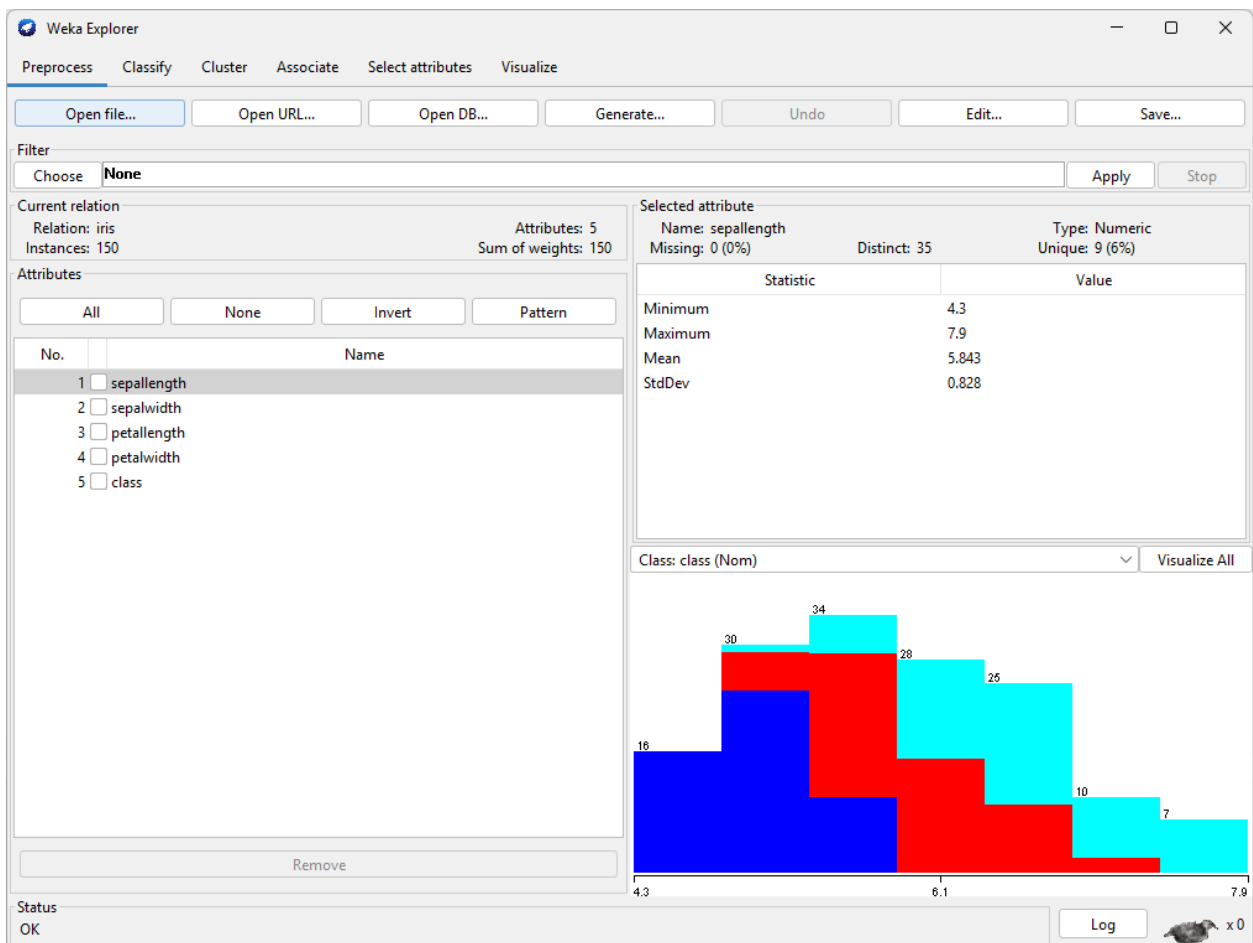 Weka Explorer
Preprocess Classify Cluster Associate Select attributes Visualize
Open file... Open URL... Open DB... Generate... Undo Edit... Save...
Filter
Choose None Apply Stop
Current relation
Relation: iris Attributes: 5
Instances: 150 Sum of weights: 150
Attributes
All None Invert Pattern
No. Name
1 sepallength
2 sepalwidth
3 petallength
4 petalwidth
5 class
Remove
Selected attribute
Name: sepallength Type: Numeric
Missing: 0 (0%) Distinct: 35 Unique: 9 (6%)
Statistic Value
Minimum 4.3
Maximum 7.9
Mean 5.843
StdDev 0.828
Class: class (Nom) Visualize All
16 30 34 28 25 10 7
4.3 6.1 7.9
Status
OK Log x 0